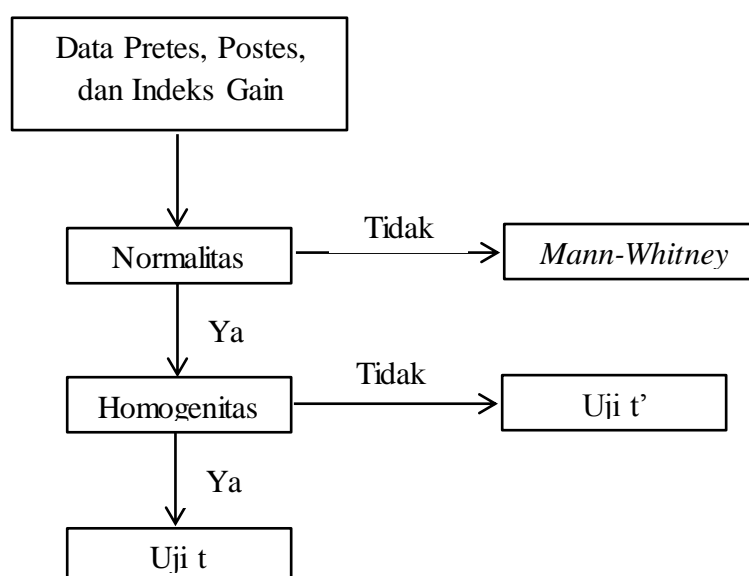 Data Pretes, Postes,
dan Indeks Gain
Tidak
Normalitas
Mann-Whitney
Ya
Tidak
Homogenitas
Uji t’
Ya
Uji t